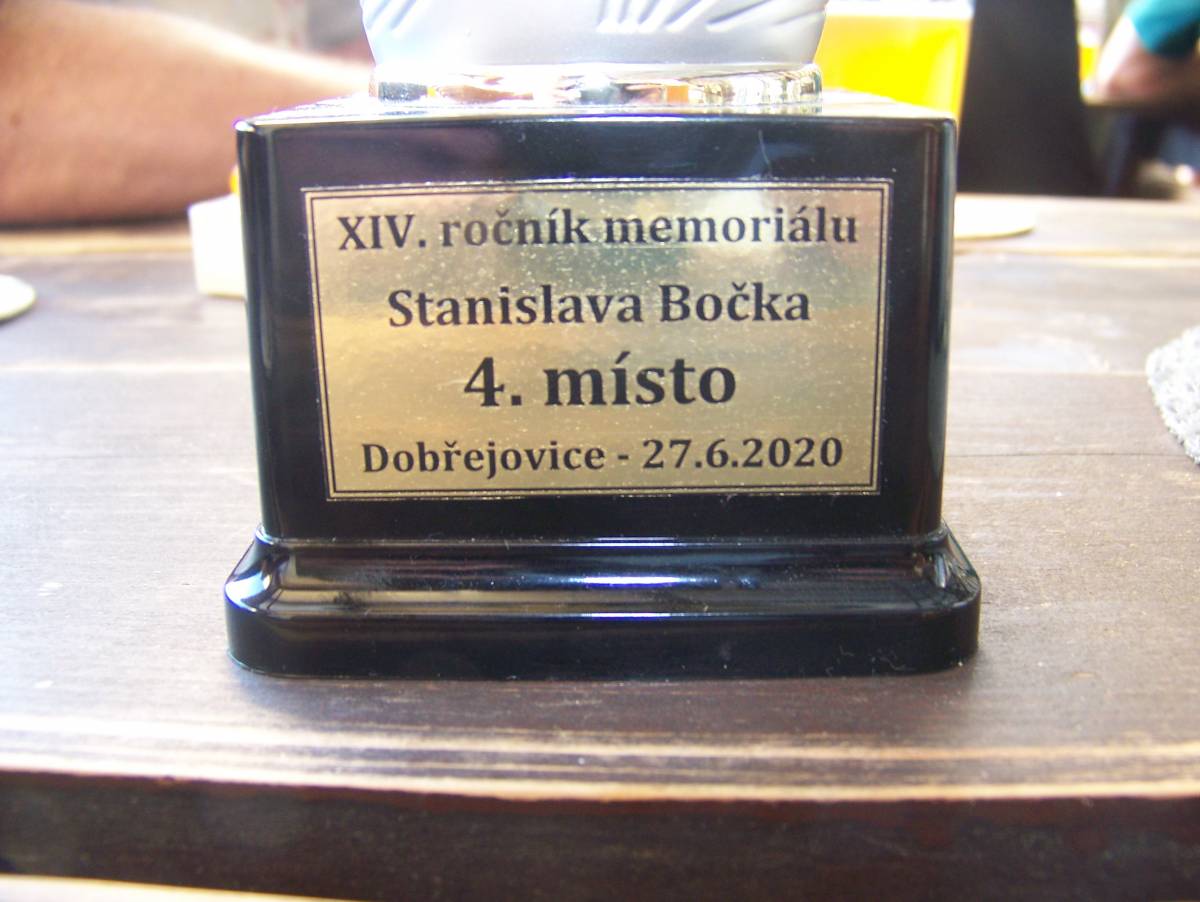 XIV. ročník memoriálu
Stanislava Bočka
4. místo
Dobřejovice - 27.6.2020